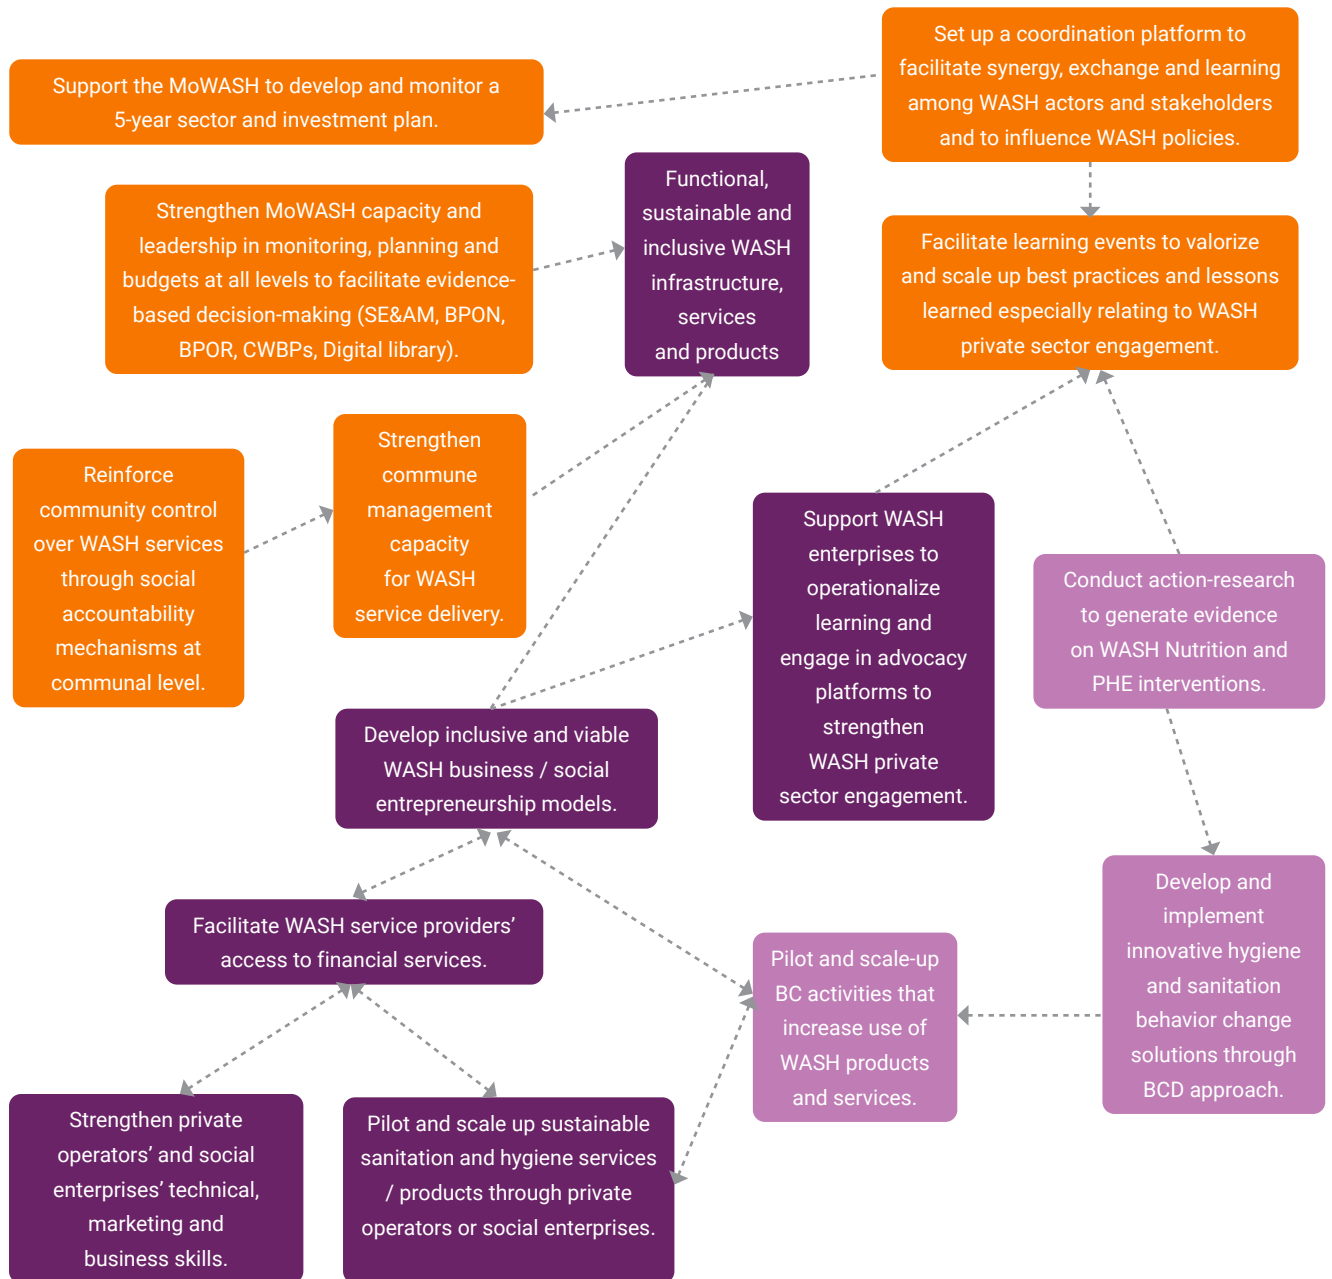 Set up a coordination platform to
facilitate synergy, exchange and learning
among WASH actors and stakeholders
and to influence WASH policies.
Support the MoWASH to develop and monitor a
5-year sector and investment plan.
Functional,
sustainable and
inclusive WASH
infrastructure,
services
and products
Strengthen MoWASH capacity and
leadership in monitoring, planning and
budgets at all levels to facilitate evidence-
based decision-making (SE&AM, BPON,
BPOR, CWBPs, Digital library).
Facilitate learning events to valorize
and scale up best practices and lessons
learned especially relating to WASH
private sector engagement.
Reinforce
community control
over WASH services
through social
accountability
mechanisms at
communal level.
Strengthen
commune
management
capacity
for WASH
service delivery.
Support WASH
enterprises to
operationalize
learning and
engage in advocacy
platforms to
strengthen
WASH private
sector engagement.
Conduct action-research
to generate evidence
on WASH Nutrition and
PHE interventions.
Develop inclusive and viable
WASH business / social
entrepreneurship models.
Facilitate WASH service providers’
access to financial services.
Pilot and scale-up
BC activities that
increase use of
WASH products
and services.
Develop and
implement
innovative hygiene
and sanitation
behavior change
solutions through
BCD approach.
Strengthen private
operators’ and social
enterprises’ technical,
marketing and
business skills.
Pilot and scale up sustainable
sanitation and hygiene services
/ products through private
operators or social enterprises.